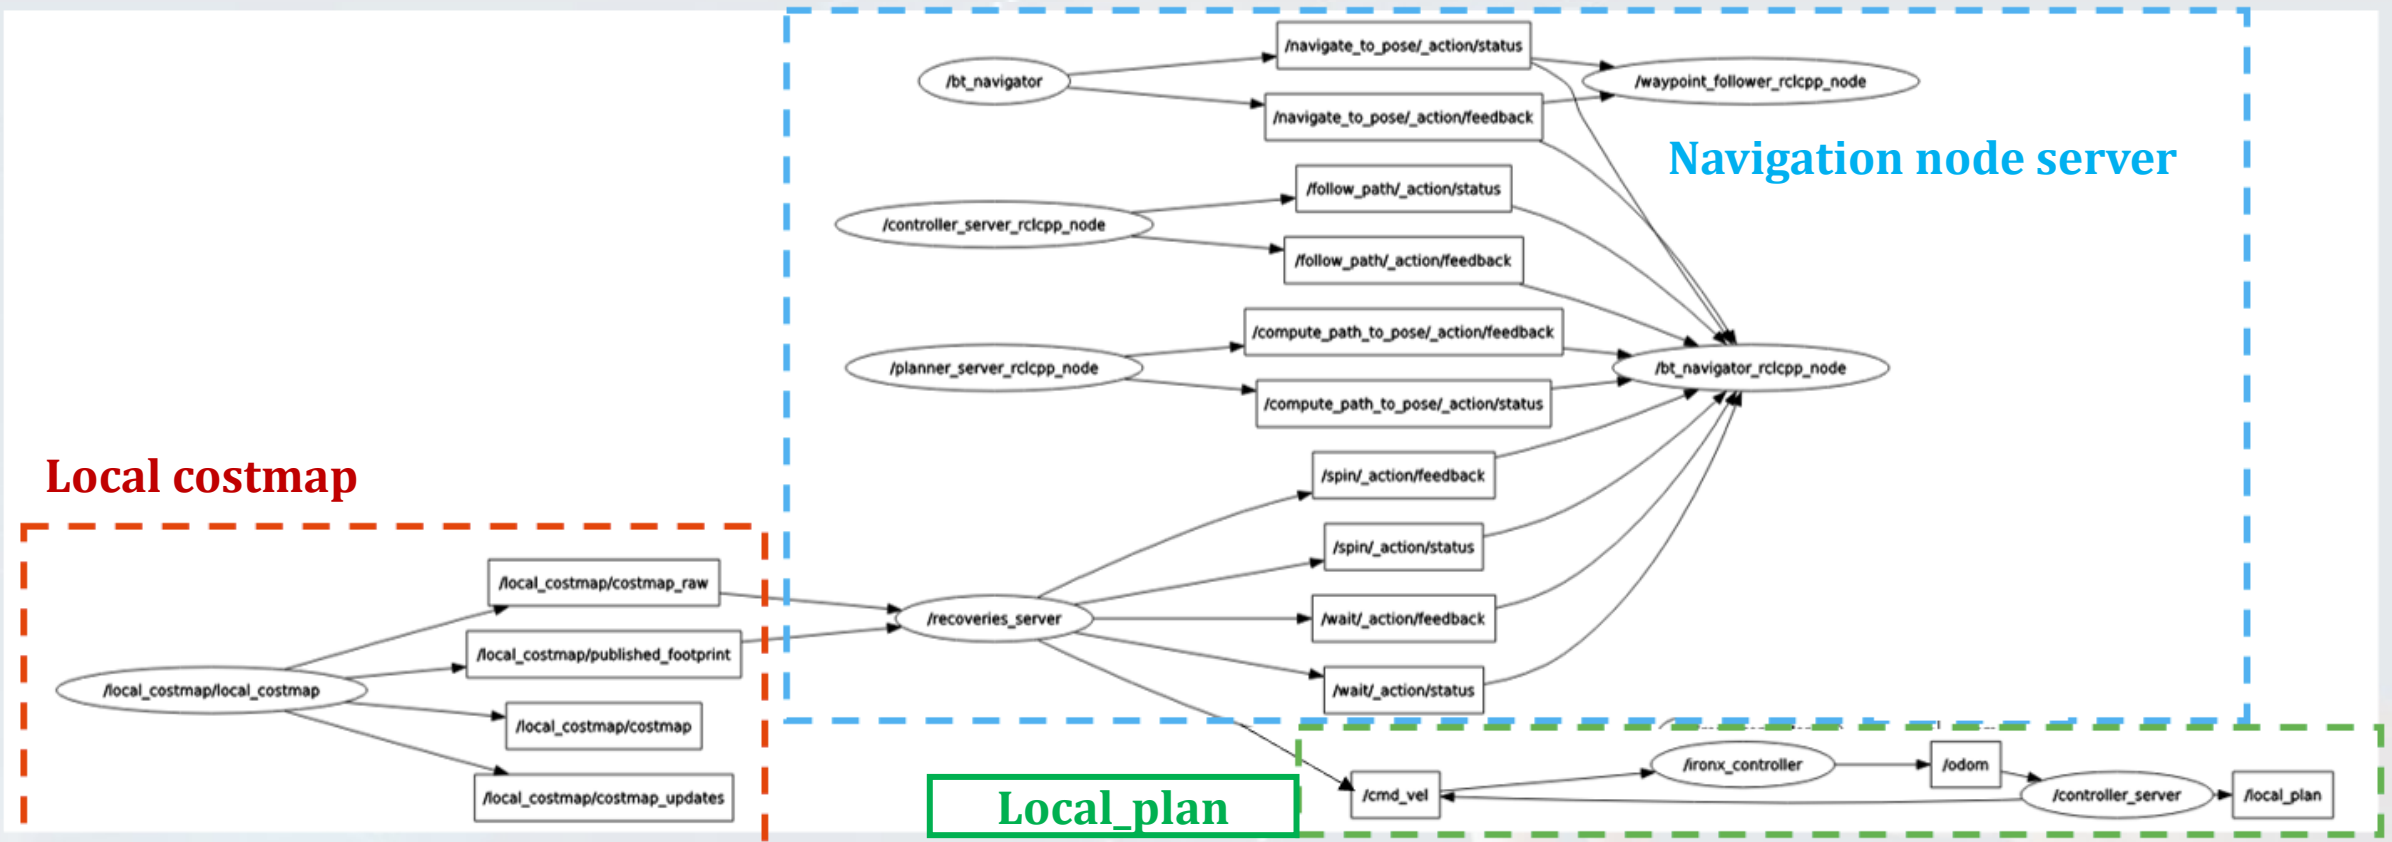 /navigate_to_pose/_action/status
/bt_navigator
/waypoint_follower_rclcpp_node
/navigate_to_pose/_action/feedback
Navigation node server
/follow_path/_action/status
/controller_server_rclcpp_node
/follow_path/_action/feedback
/compute_path_to_pose/_action/feedback
/planner_server_rclcpp_node
/bt_navigator_rclcpp_node
/compute_path_to_pose/_action/status
Local costmap
/spin/_action/feedback
/spin/_action/status
/local_costmap/costmap_raw
/recoveries_server
/wait/_action/feedback
/local_costmap/published_footprint
/local_costmap/local_costmap
/wait/_action/status
/local_costmap/costmap
/ironx_controller
/odom
/local_costmap/costmap_updates
Local_plan
/cmd_vel
/controller_server
/local_plan